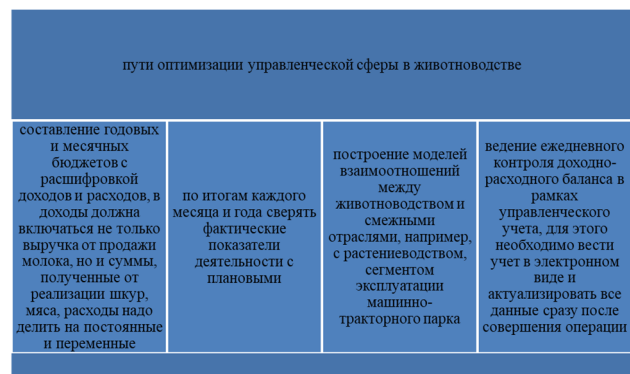 пути оптимизации управленческой сферы в животноводстве
составление годовых
и месячных
бюджетов с
расшифровкой
доходов и расходов, в
доходы должна
включаться не только
выручка от продажи
молока, но и суммы,
полученные от
реализации шкур,
мяса, расходы надо
делить на постоянные
и переменные
по итогам каждого
месяца и года сверять
фактические
показатели
деятельности с
плановыми
построение моделей
взаимоотношений
между
животноводством и
смежными
отраслями, например,
с растениеводством,
сегментом
эксплуатации
машинно-
тракторного парка
ведение ежедневного
контроля доходно-
расходного баланса в
рамках
управленческого
учета, для этого
необходимо вести
учет в электронном
виде и
актуализировать все
данные сразу после
совершения операции